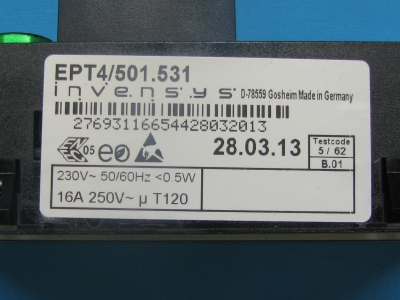 EPT4/501.531
invensys D-78559 Gosheim Made in Germany
27693116654428032013
05 28.03.13 Testcode
5 / 62
B.01
230V~ 50/60Hz <0.5W
16A 250V~ µ T120